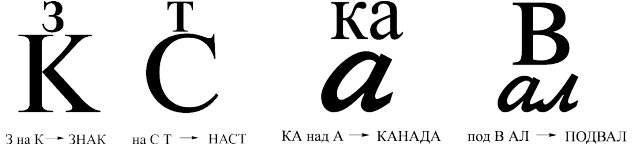 З Т ка В
К С а ал
З на К → ЗНАК на С Т → НАСТ КА над А → КАНАДА под В АЛ → ПОДВАЛ